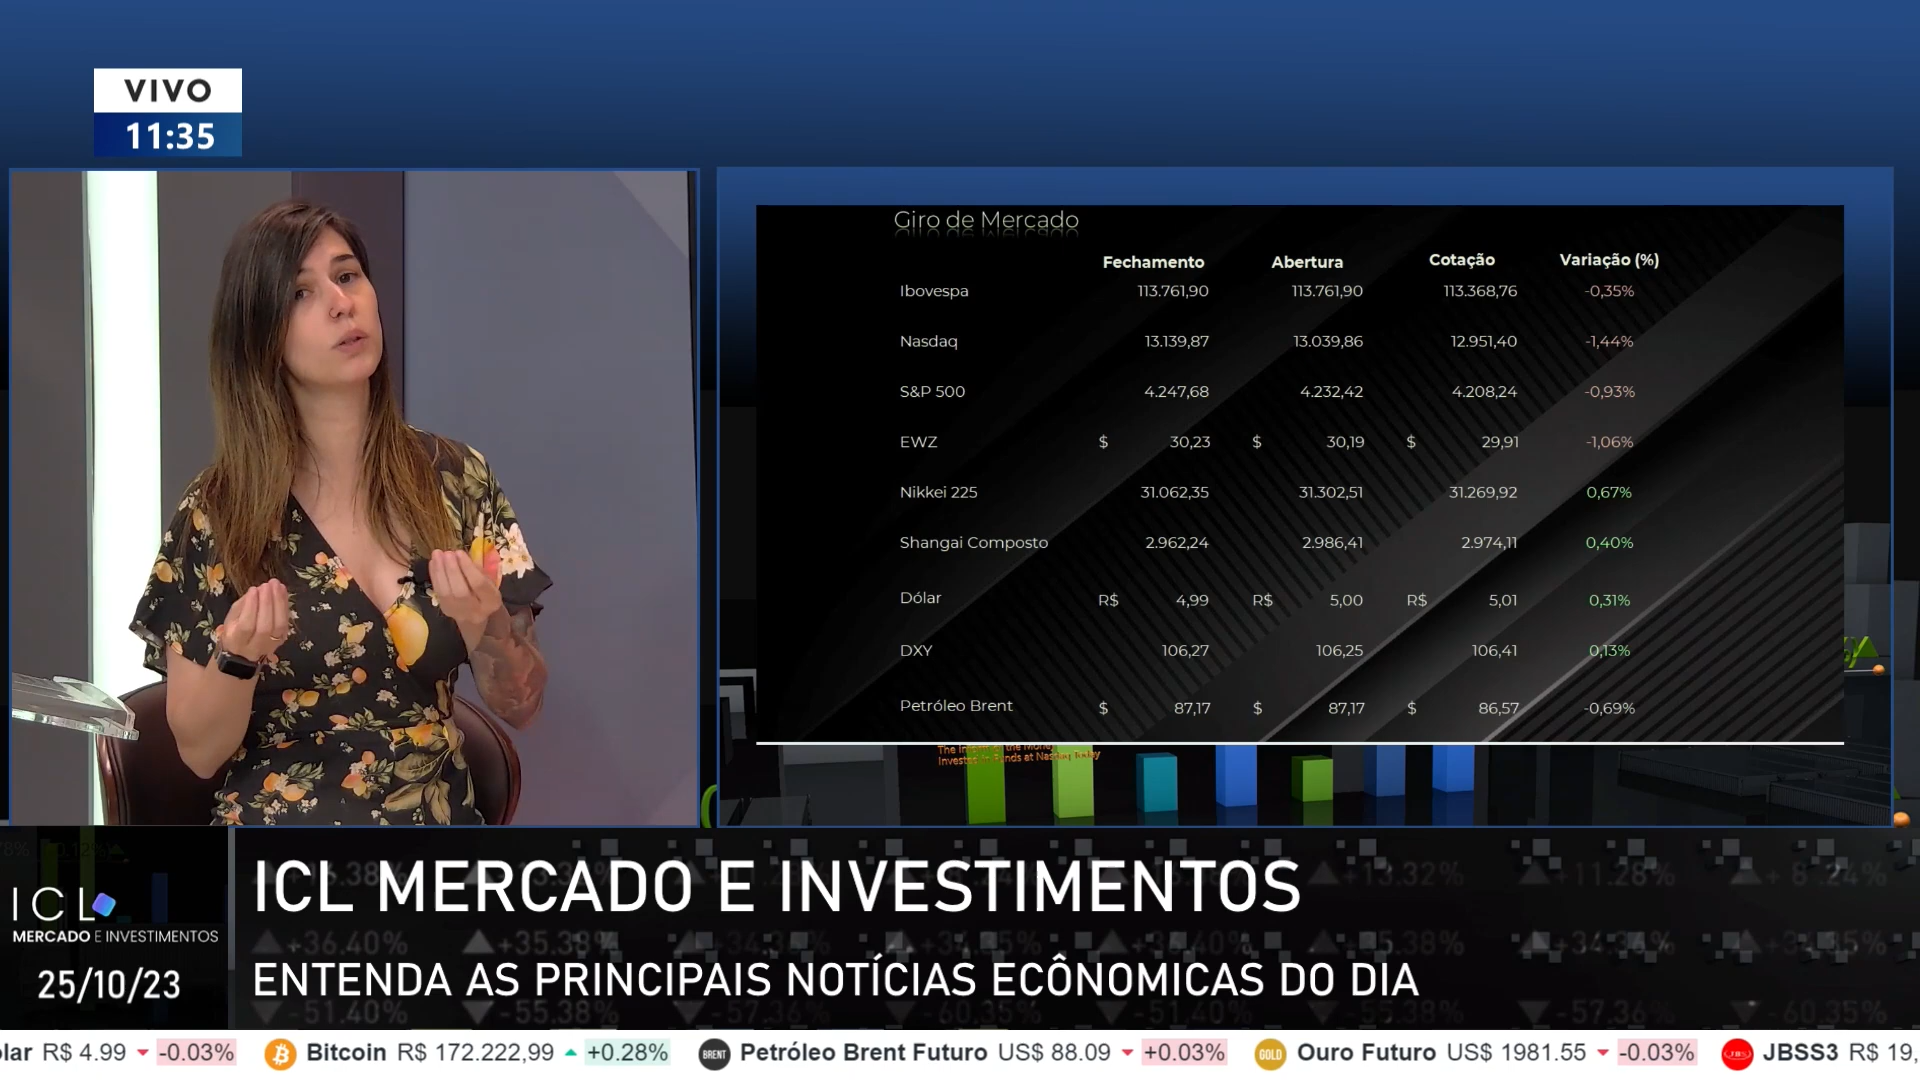 VIVO
11:35
Giro de Mercado
Fechamento Abertura Cotação Variação (%)
Ibovespa 113.761,90 113.761,90 113.368,76 -0,35%
Nasdaq 13.139,87 13.039,86 12.951,40 -1,44%
S&P 500 4.247,68 4.232,42 4.208,24 -0,93%
EWZ $ 30,23 $ 30,19 $ 29,91 -1,06%
Nikkei 225 31.062,35 31.302,51 31.269,92 0,67%
Shangai Composto 2.962,24 2.986,41 2.974,11 0,40%
Dólar R$ 4,99 R$ 5,00 R$ 5,01 0,31%
DXY 106,27 106,25 106,41 0,13%
Petróleo Brent $ 87,17 $ 87,17 $ 86,57 -0,69%
ICL MERCADO E INVESTIMENTOS
ICL
MERCADO E INVESTIMENTOS
25/10/23
ENTENDA AS PRINCIPAIS NOTÍCIAS ECÔNOMICAS DO DIA
lar R$ 4.99 -0.03% Bitcoin R$ 172.222,99 +0.28% BRENT Petróleo Brent Futuro US$ 88.09 +0.03% GOLD Ouro Futuro US$ 1981.55 -0.03% JBS JBSS3 R$ 19,